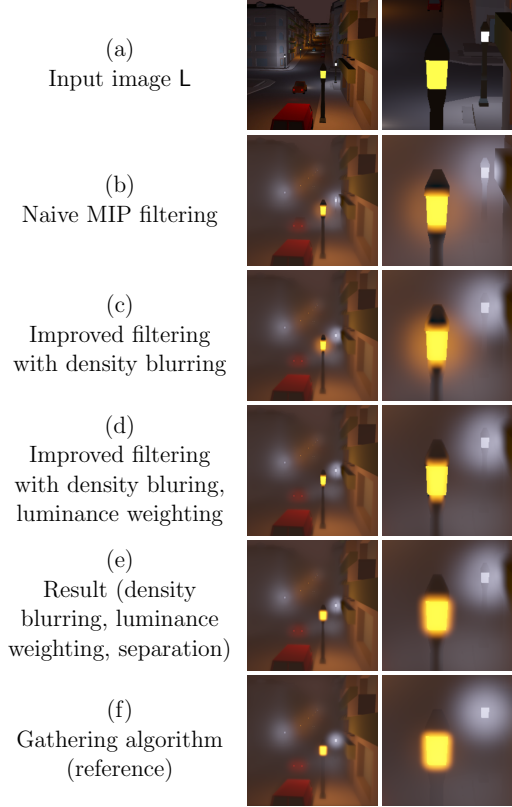 (a)
Input image L
(b)
Naive MIP filtering
(c)
Improved filtering
with density blurring
(d)
Improved filtering
with density bluring,
luminance weighting
(e)
Result (density
blurring, luminance
weighting, separation)
(f)
Gathering algorithm
(reference)